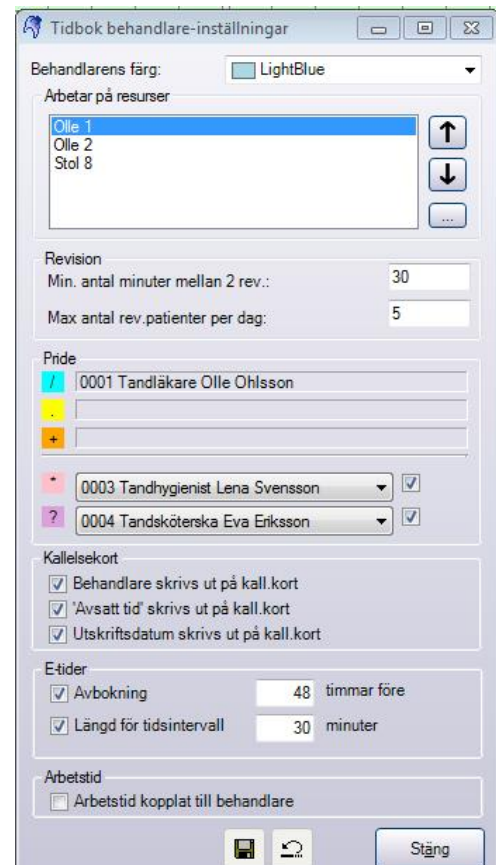 Tidbok behandlare-inställningar
Behandlarens färg: LightBlue
Arbetar på resurser
Olle 1
Olle 2
Stol 8
...
Revision
Min. antal minuter mellan 2 rev.: 30
Max antal rev.patienter per dag: 5
Pride
/ 0001 Tandläkare Olle Ohlsson
.
+
* 0003 Tandhygienist Lena Svensson
? 0004 Tandsköterska Eva Eriksson
Kallelsekort
Behandlare skrivs ut på kall.kort
'Avsatt tid' skrivs ut på kall.kort
Utskriftsdatum skrivs ut på kall.kort
E-tider
Avbokning 48 timmar före
Längd för tidsintervall 30 minuter
Arbetstid
Arbetstid kopplat till behandlare
Stäng